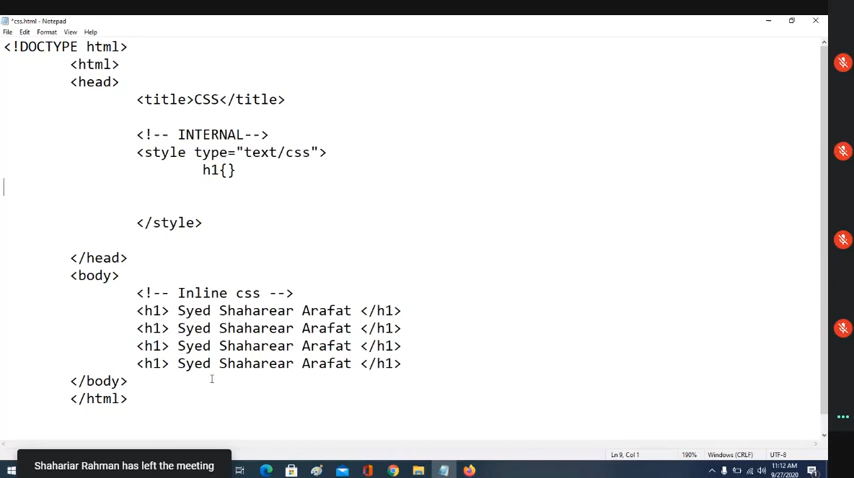 *css.html - Notepad
File Edit Format View Help
<!DOCTYPE html>
<html>
<head>
<title>CSS</title>
<!-- INTERNAL-->
<style type="text/css">
h1{}
</style>
</head>
<body>
<!-- Inline css -->
<h1> Syed Shaharear Arafat </h1>
<h1> Syed Shaharear Arafat </h1>
<h1> Syed Shaharear Arafat </h1>
<h1> Syed Shaharear Arafat </h1>
</body>
</html>
Ln 9, Col 1 190% Windows (CRLF) UTF-8
Shahariar Rahman has left the meeting
11:12 AM
9/27/2020